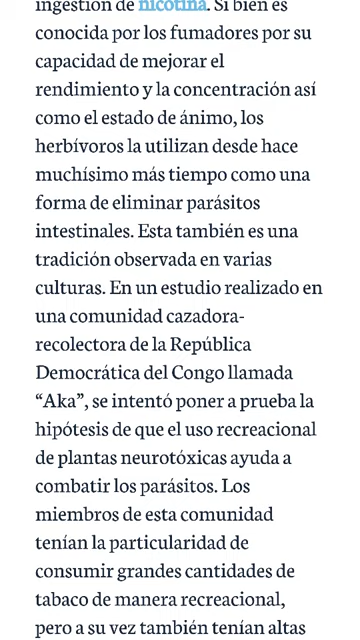 ingestión de nicotina. Si bien es
conocida por los fumadores por su
capacidad de mejorar el
rendimiento y la concentración así
como el estado de ánimo, los
herbívoros la utilizan desde hace
muchísimo más tiempo como una
forma de eliminar parásitos
intestinales. Esta también es una
tradición observada en varias
culturas. En un estudio realizado en
una comunidad cazadora-
recolectora de la República
Democrática del Congo llamada
“Aka”, se intentó poner a prueba la
hipótesis de que el uso recreacional
de plantas neurotóxicas ayuda a
combatir los parásitos. Los
miembros de esta comunidad
tenían la particularidad de
consumir grandes cantidades de
tabaco de manera recreacional,
pero a su vez también tenían altas